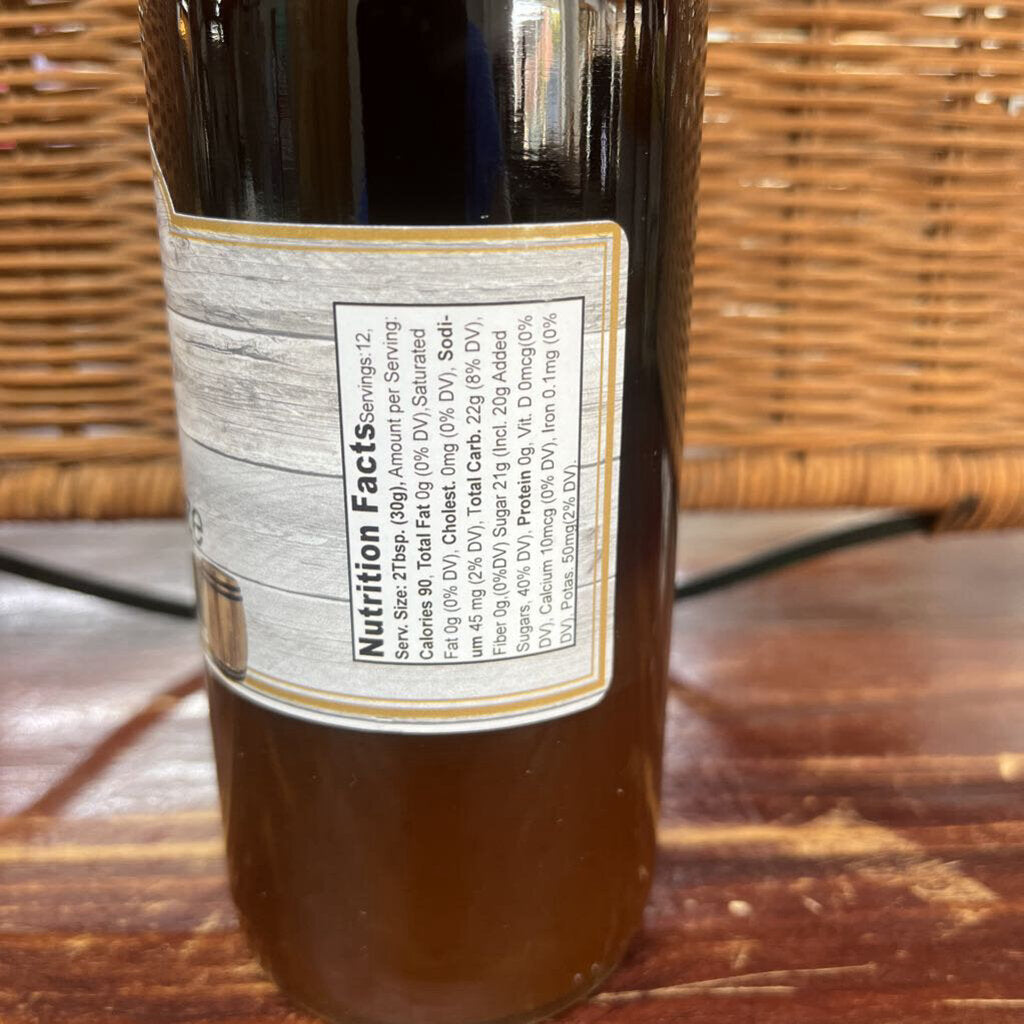 Nutrition Facts Servings:12,
Serv. Size: 2Tbsp. (30g), Amount per Serving:
Calories 90, Total Fat 0g (0% DV),Saturated
Fat 0g (0% DV), Cholest. 0mg (0% DV), Sodi-
um 45 mg (2% DV), Total Carb. 22g (8% DV),
Fiber 0g,(0%DV) Sugar 21g (Incl. 20g Added
Sugars, 40% DV), Protein 0g, Vit. D 0mcg(0%
DV), Calcium 10mcg (0% DV), Iron 0.1mg (0%
DV), Potas. 50mg(2% DV).